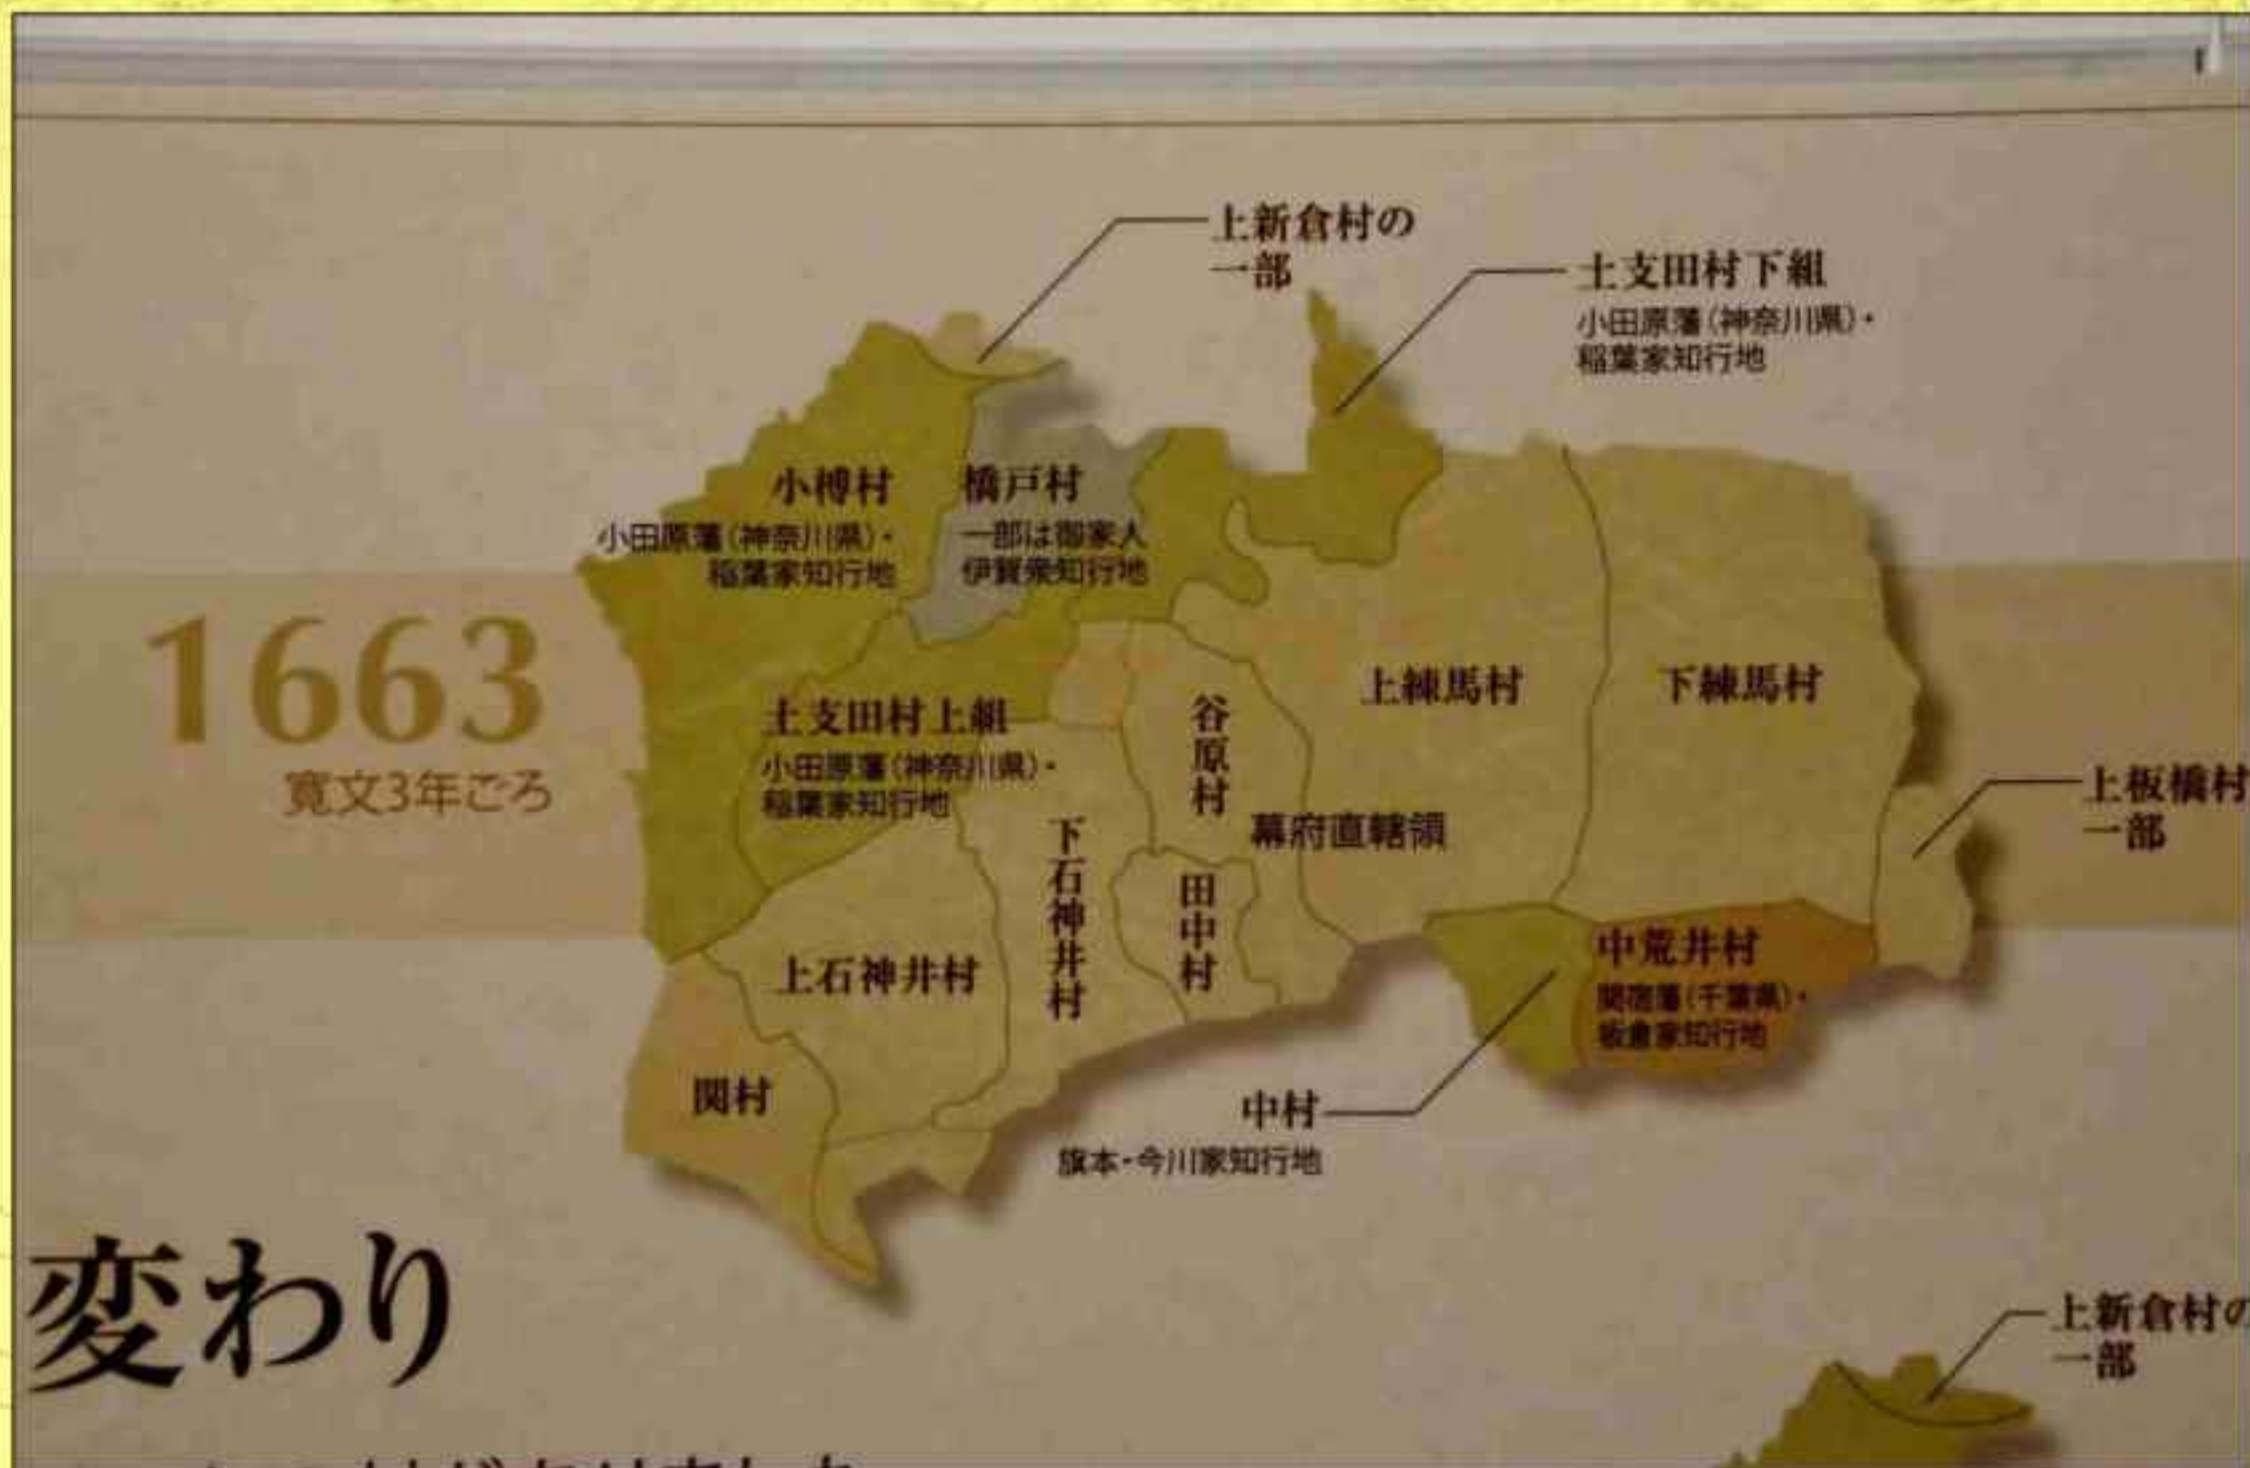 上新倉村の
一部
土支田村下組
小田原藩(神奈川県)・
稲葉家知行地
小榑村
小田原藩(神奈川県)・
稲葉家知行地
橋戸村
一部は御家人
伊賀衆知行地
1663
寛文3年ごろ
土支田村上組
小田原藩(神奈川県)・
稲葉家知行地
谷原村
上練馬村
下練馬村
上板橋村
一部
幕府直轄領
下石神井村
田中村
上石神井村
中荒井村
関宿藩(千葉県)・
板倉家知行地
関村
中村
旗本・今川家知行地
変わり
上新倉村の
一部